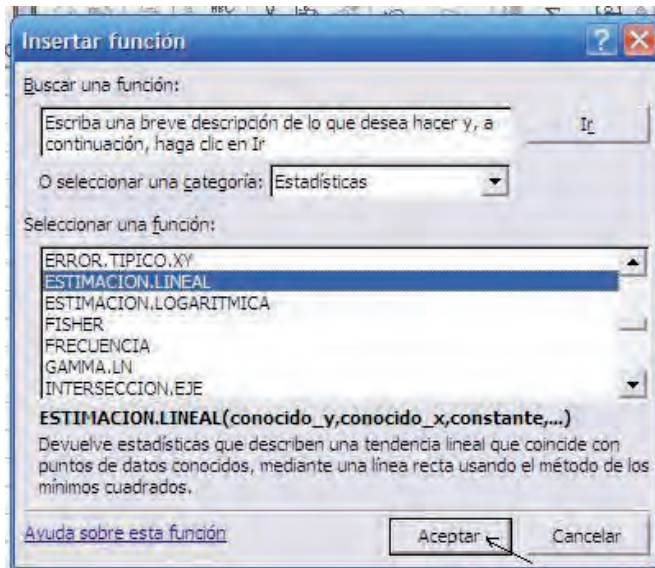 Insertar función
Buscar una función:
Escriba una breve descripción de lo que desea hacer y, a
continuación, haga clic en Ir
Ir
O seleccionar una categoría: Estadísticas
Seleccionar una función:
ERROR.TIPICO.XY
ESTIMACION.LINEAL
ESTIMACION.LOGARITMICA
FISHER
FRECUENCIA
GAMMA.LN
INTERSECCION.EJE
ESTIMACION.LINEAL(conocido_y,conocido_x,constante,...)
Devuelve estadísticas que describen una tendencia lineal que coincide con
puntos de datos conocidos, mediante una línea recta usando el método de los
mínimos cuadrados.
Ayuda sobre esta función
Aceptar
Cancelar